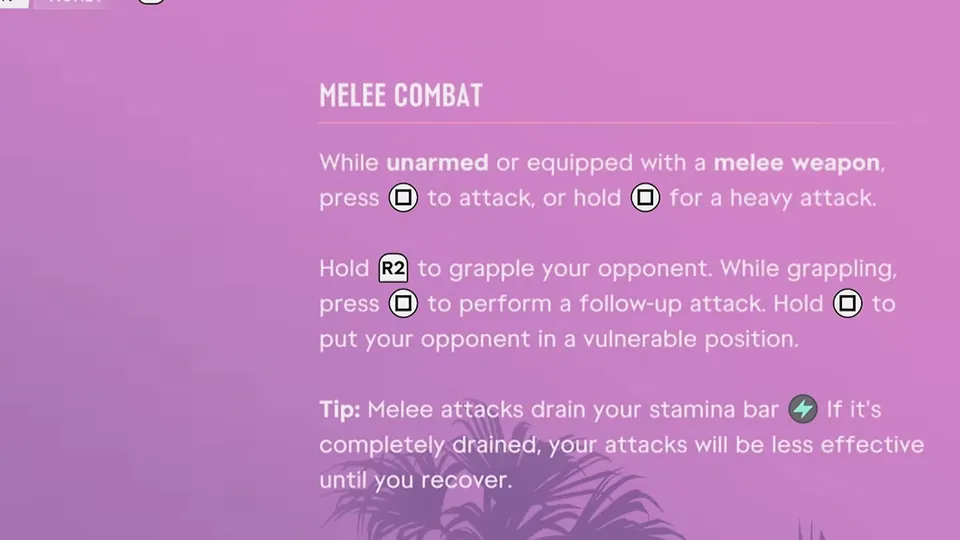 MELEE COMBAT
While unarmed or equipped with a melee weapon,
press to attack, or hold for a heavy attack.
Hold R2 to grapple your opponent. While grappling,
press to perform a follow-up attack. Hold to
put your opponent in a vulnerable position.
Tip: Melee attacks drain your stamina bar If it's
completely drained, your attacks will be less effective
until you recover.